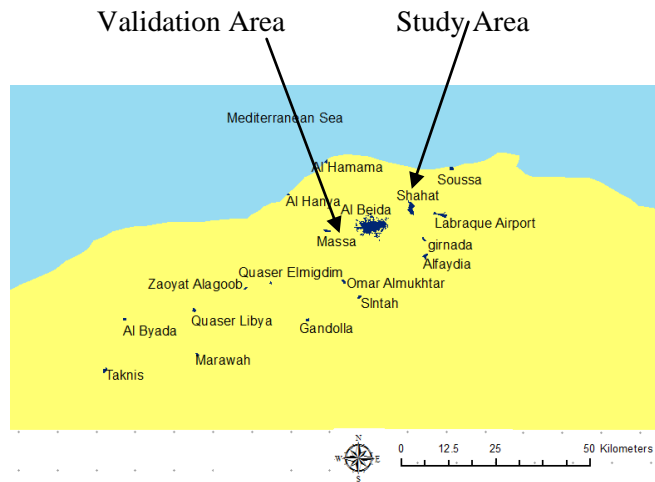 Validation Area
Study Area
Mediterranean Sea
Al Hamama
Soussa
Shahat
Al Hanya
Al Beida
Labraque Airport
Massa
girnada
Alfaydia
Quaser Elmigdim
Zaoyat Alagoob
Omar Almukhtar
Slntah
Quaser Libya
Al Byada
Gandolla
Marawah
Taknis
N
W
E
S
0 12.5 25 50 Kilometers